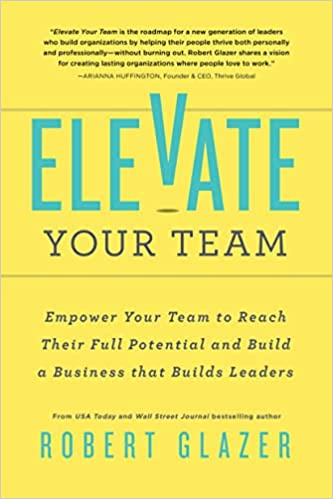 "Elevate Your Team is the roadmap for a new generation of leaders
who build organizations by helping their people thrive both personally
and professionally—without burning out. Robert Glazer shares a
vision for creating lasting organizations where people love to work."
—ARIANNA HUFFINGTON, Founder & CEO, Thrive Global
ELEVATE
YOUR TEAM
Empower Your Team to Reach
Their Full Potential and Build
a Business that Builds Leaders
From USA Today and Wall Street Journal bestselling author
ROBERT GLAZER